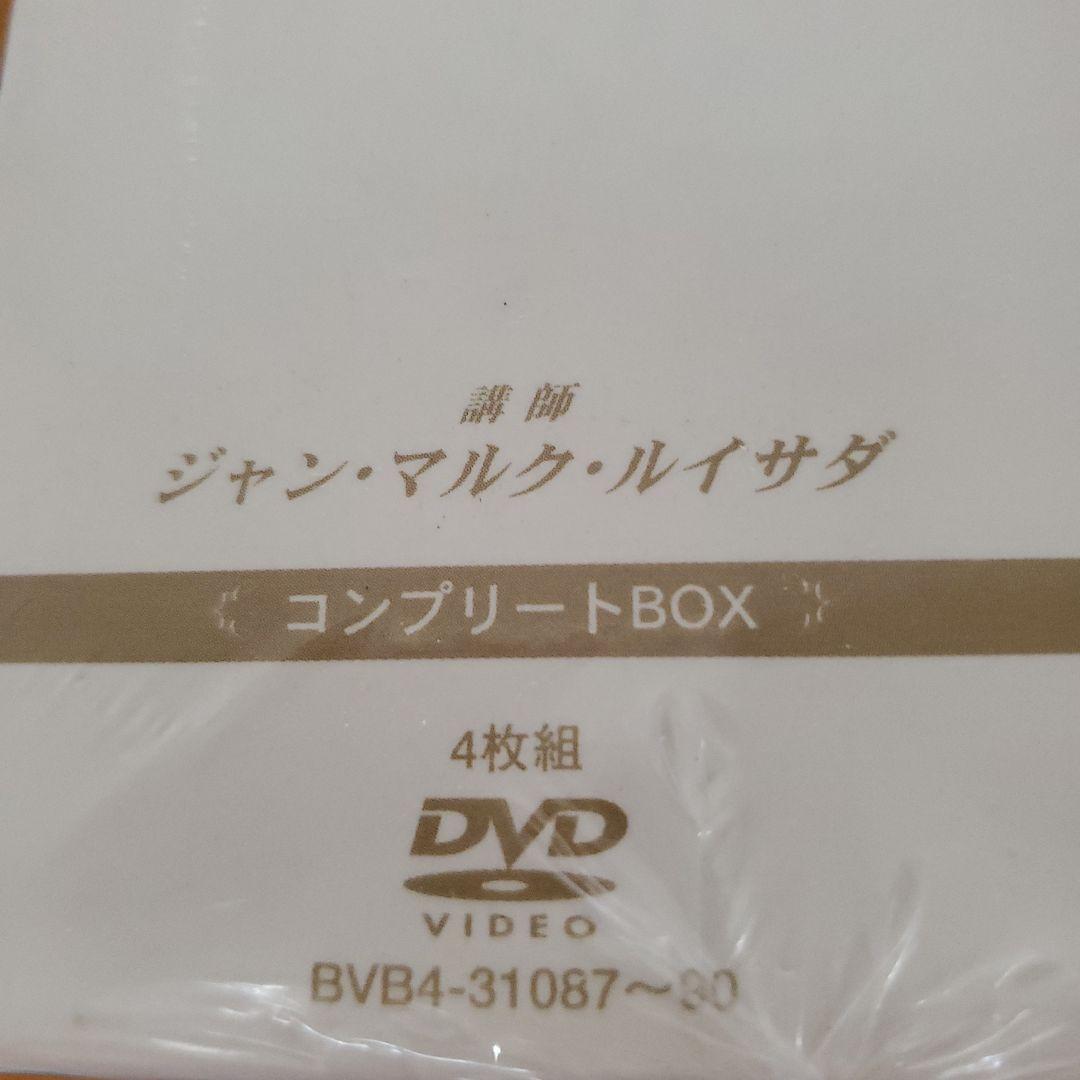 講師
ジャン・マルク・ルイサダ
コンプリートBOX
4枚組
DVD
VIDEO
BVB4-31087〜90